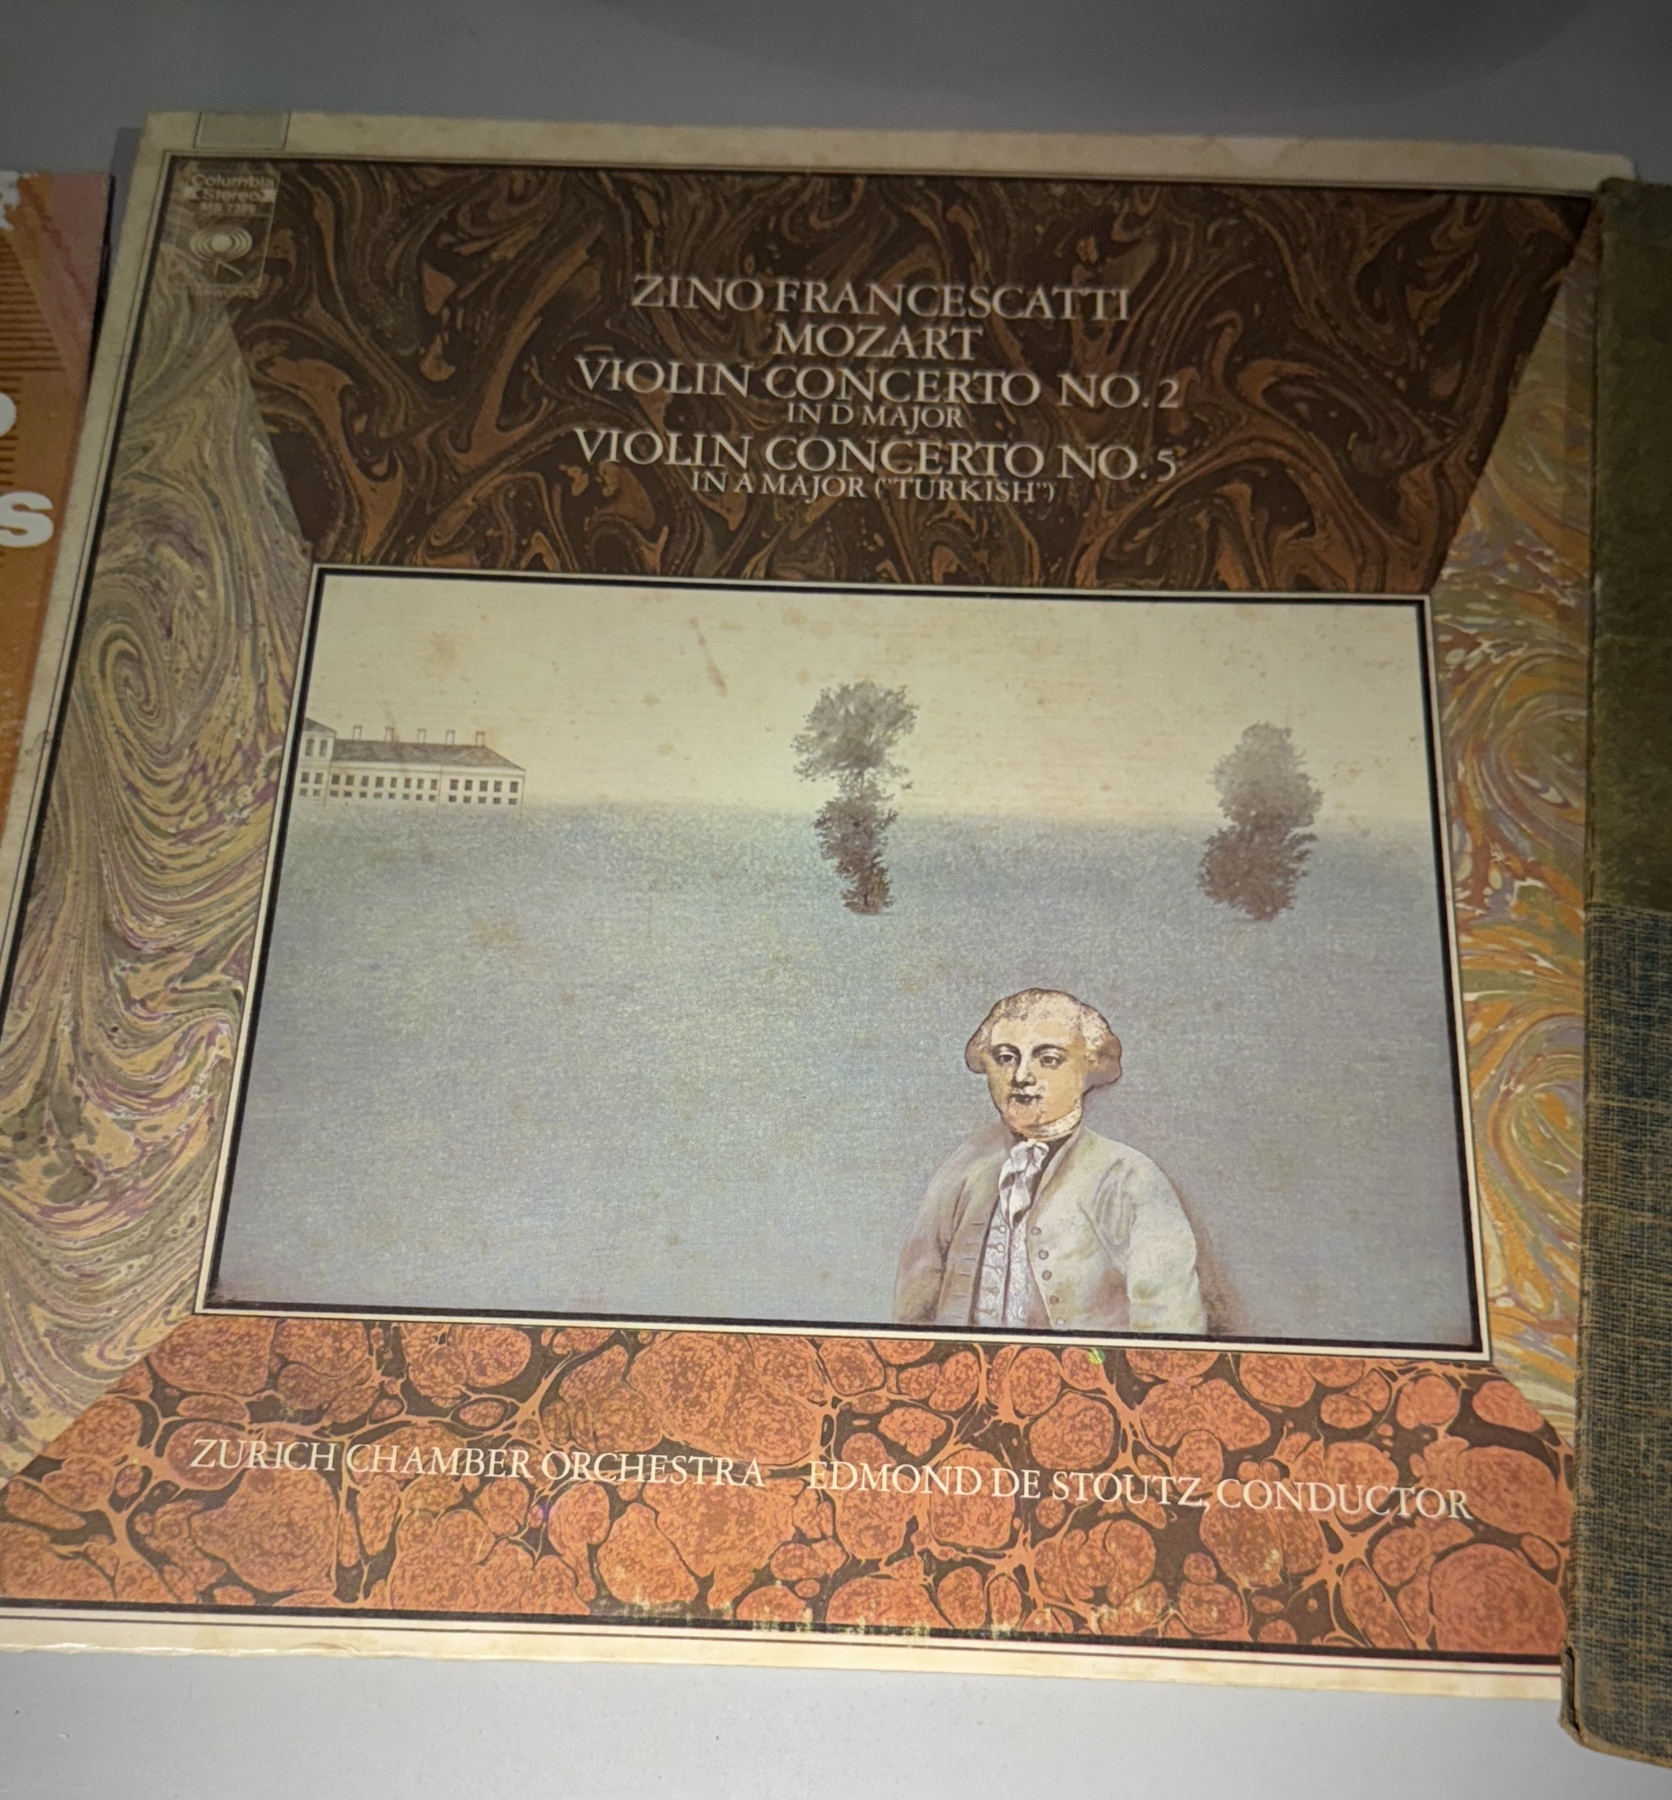 Columbia
Stereo
ZINO FRANCESCATTI
MOZART
VIOLIN CONCERTO NO. 2
IN D MAJOR
VIOLIN CONCERTO NO. 5
IN A MAJOR ("TURKISH")
ZURICH CHAMBER ORCHESTRA EDMOND DE STOUTZ, CONDUCTOR